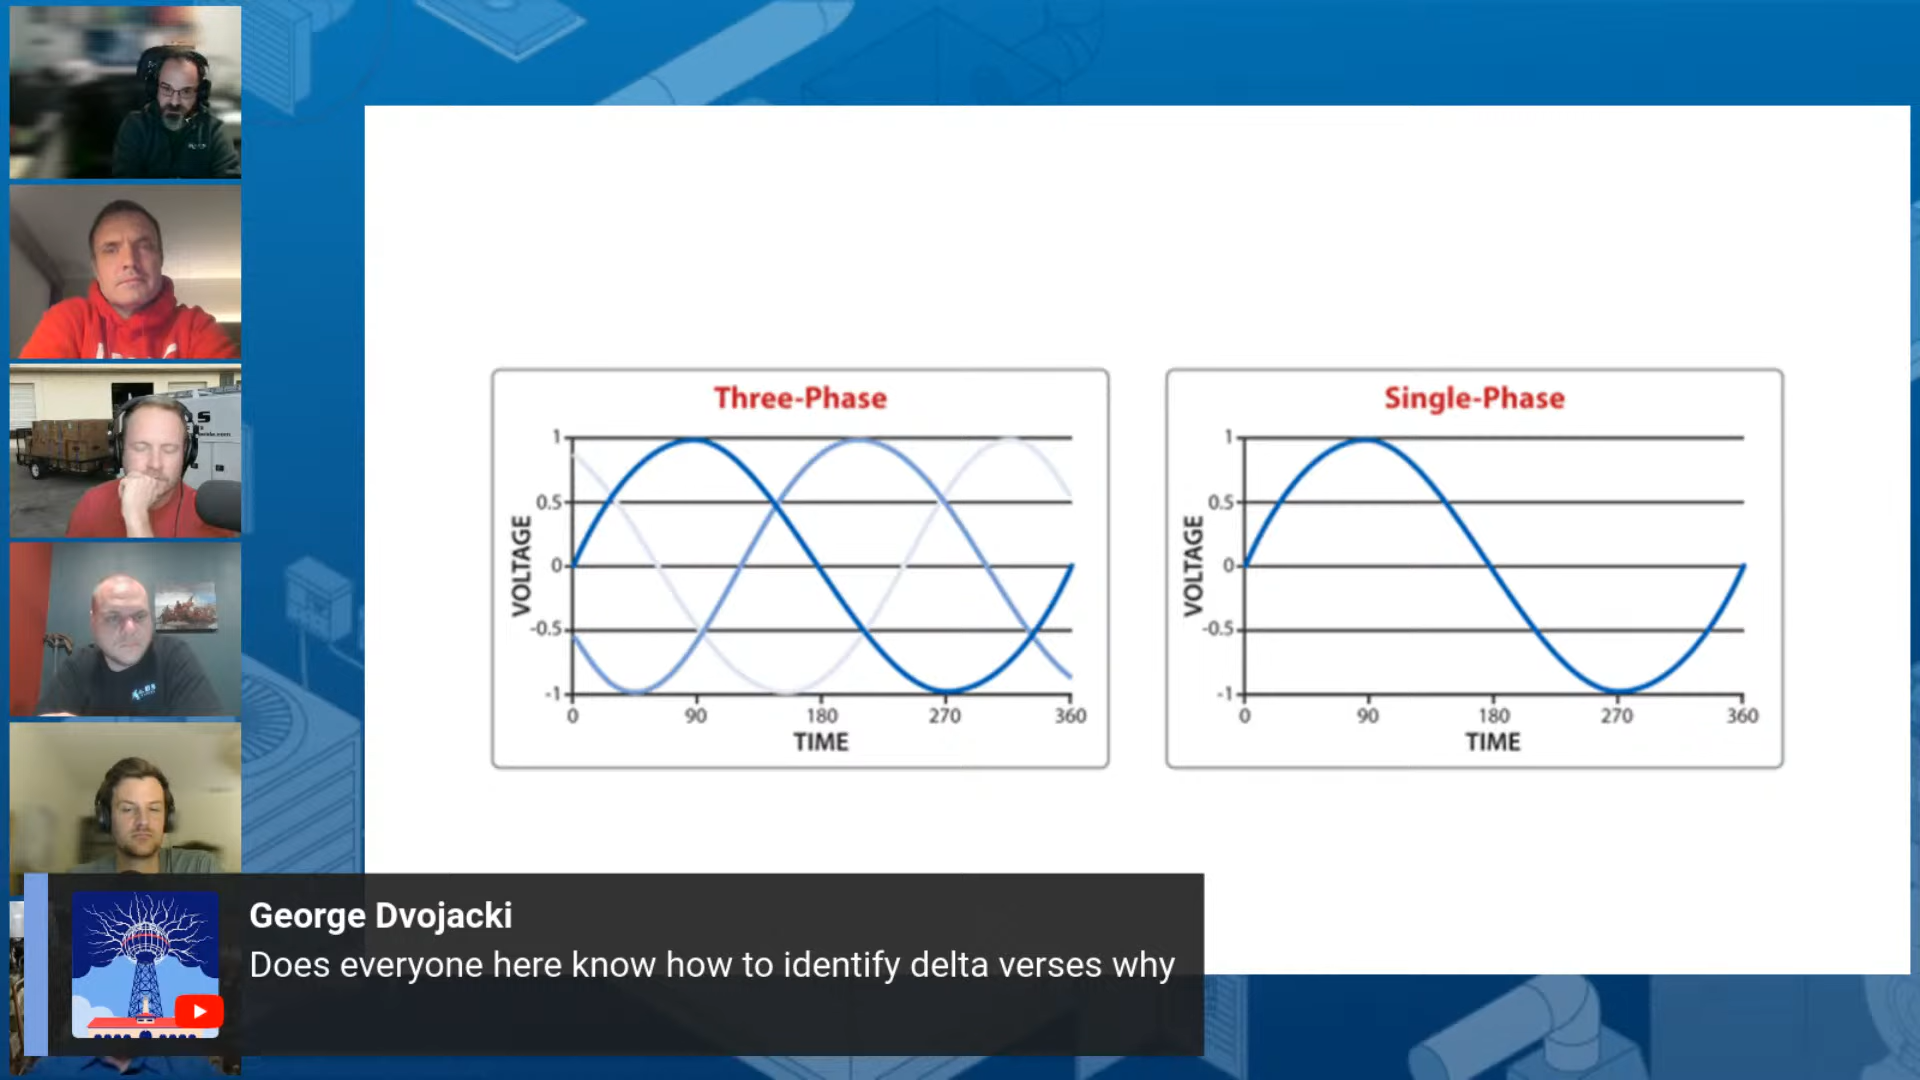 Three-Phase
1
0.5
0
-0.5
-1
VOLTAGE
0 90 180 270 360
TIME
Single-Phase
1
0.5
0
-0.5
-1
VOLTAGE
0 90 180 270 360
TIME
George Dvojacki
Does everyone here know how to identify delta verses why